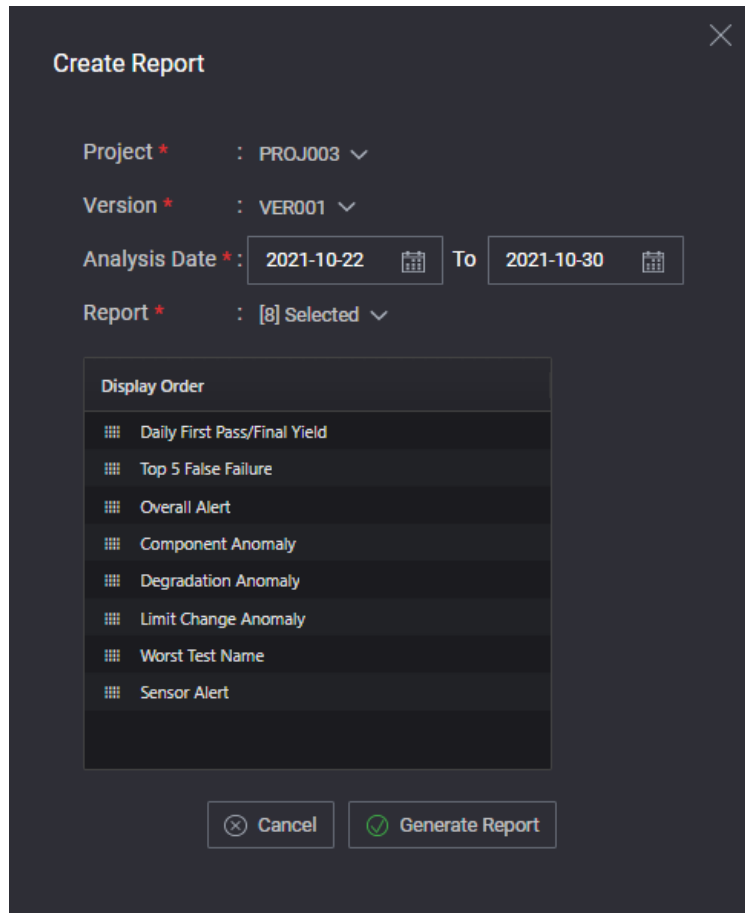 Create Report
Project * : PROJ003
Version * : VER001
Analysis Date * : 2021-10-22 To 2021-10-30
Report * : [8] Selected
Display Order
Daily First Pass/Final Yield
Top 5 False Failure
Overall Alert
Component Anomaly
Degradation Anomaly
Limit Change Anomaly
Worst Test Name
Sensor Alert
Cancel Generate Report